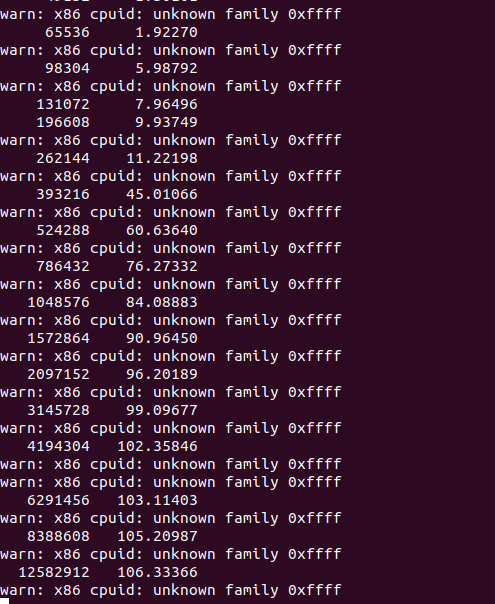 warn: x86 cpuid: unknown family 0xffff
65536 1.92270
warn: x86 cpuid: unknown family 0xffff
98304 5.98792
warn: x86 cpuid: unknown family 0xffff
131072 7.96496
196608 9.93749
warn: x86 cpuid: unknown family 0xffff
262144 11.22198
warn: x86 cpuid: unknown family 0xffff
393216 45.01066
warn: x86 cpuid: unknown family 0xffff
524288 60.63640
warn: x86 cpuid: unknown family 0xffff
786432 76.27332
warn: x86 cpuid: unknown family 0xffff
1048576 84.08883
warn: x86 cpuid: unknown family 0xffff
1572864 90.96450
warn: x86 cpuid: unknown family 0xffff
2097152 96.20189
warn: x86 cpuid: unknown family 0xffff
3145728 99.09677
warn: x86 cpuid: unknown family 0xffff
4194304 102.35846
warn: x86 cpuid: unknown family 0xffff
warn: x86 cpuid: unknown family 0xffff
6291456 103.11403
warn: x86 cpuid: unknown family 0xffff
8388608 105.20987
warn: x86 cpuid: unknown family 0xffff
12582912 106.33366
warn: x86 cpuid: unknown family 0xffff